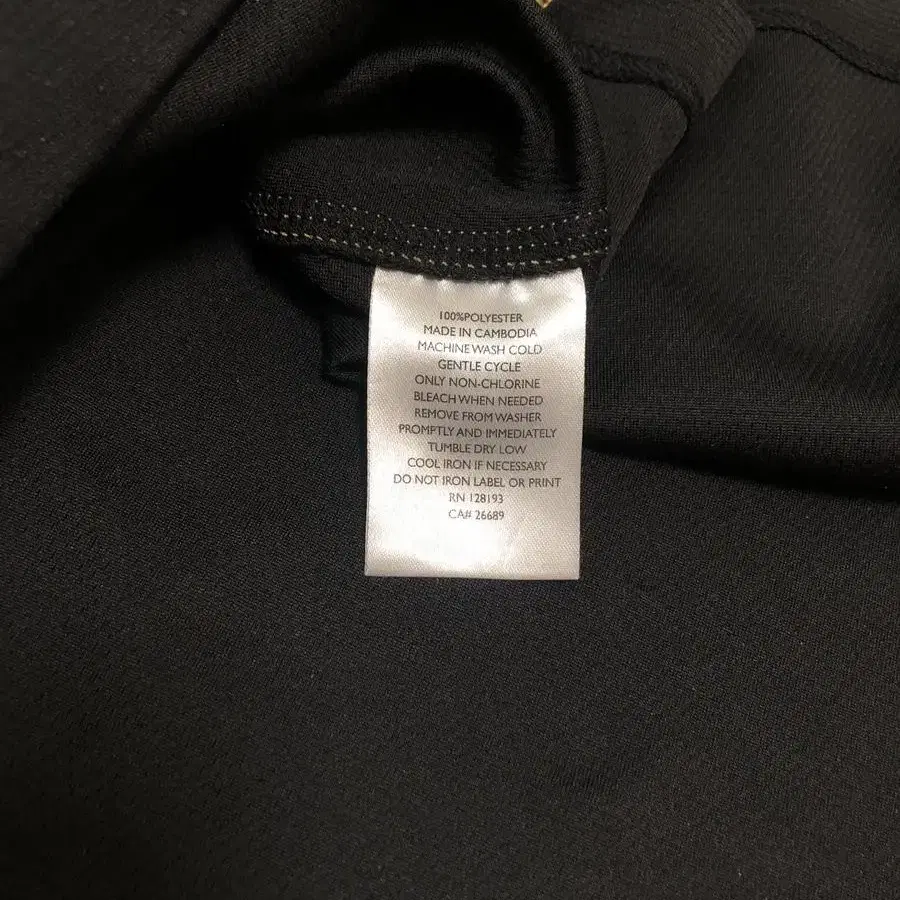 100%POLYESTER
MADE IN CAMBODIA
MACHINE WASH COLD
GENTLE CYCLE
ONLY NON-CHLORINE
BLEACH WHEN NEEDED
REMOVE FROM WASHER
PROMPTLY AND IMMEDIATELY
TUMBLE DRY LOW
COOL IRON IF NECESSARY
DO NOT IRON LABEL OR PRINT
RN 128193
CA# 26689